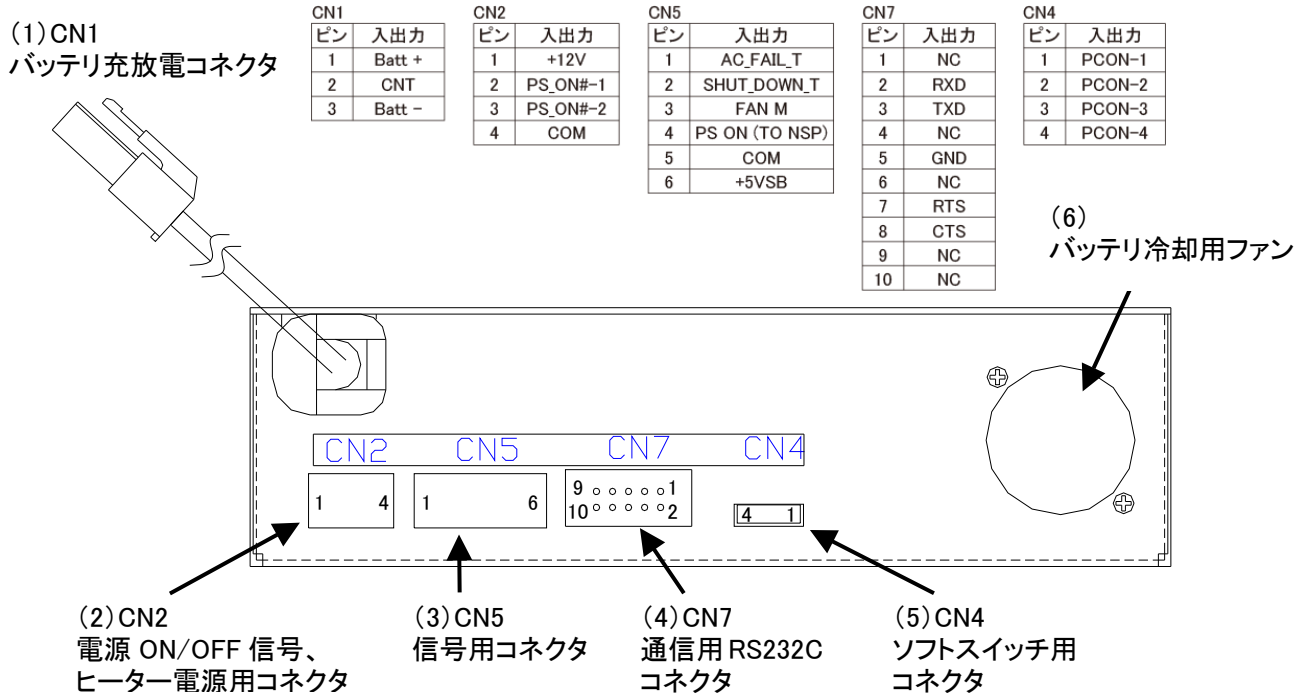 (1)CN1
バッテリ充放電コネクタ
CN1
ピン 入出力
1 Batt +
2 CNT
3 Batt −
CN2
ピン 入出力
1 +12V
2 PS_ON#−1
3 PS_ON#−2
4 COM
CN5
ピン 入出力
1 AC_FAIL_T
2 SHUT_DOWN_T
3 FAN M
4 PS ON (TO NSP)
5 COM
6 +5VSB
CN7
ピン 入出力
1 NC
2 RXD
3 TXD
4 NC
5 GND
6 NC
7 RTS
8 CTS
9 NC
10 NC
CN4
ピン 入出力
1 PCON−1
2 PCON−2
3 PCON−3
4 PCON−4
(6)
バッテリ冷却用ファン
CN2 CN5 CN7 CN4
1 4
1 6
9 1
10 2
4 1
(2)CN2
電源 ON/OFF 信号、
ヒーター電源用コネクタ
(3)CN5
信号用コネクタ
(4)CN7
通信用 RS232C
コネクタ
(5)CN4
ソフトスイッチ用
コネクタ